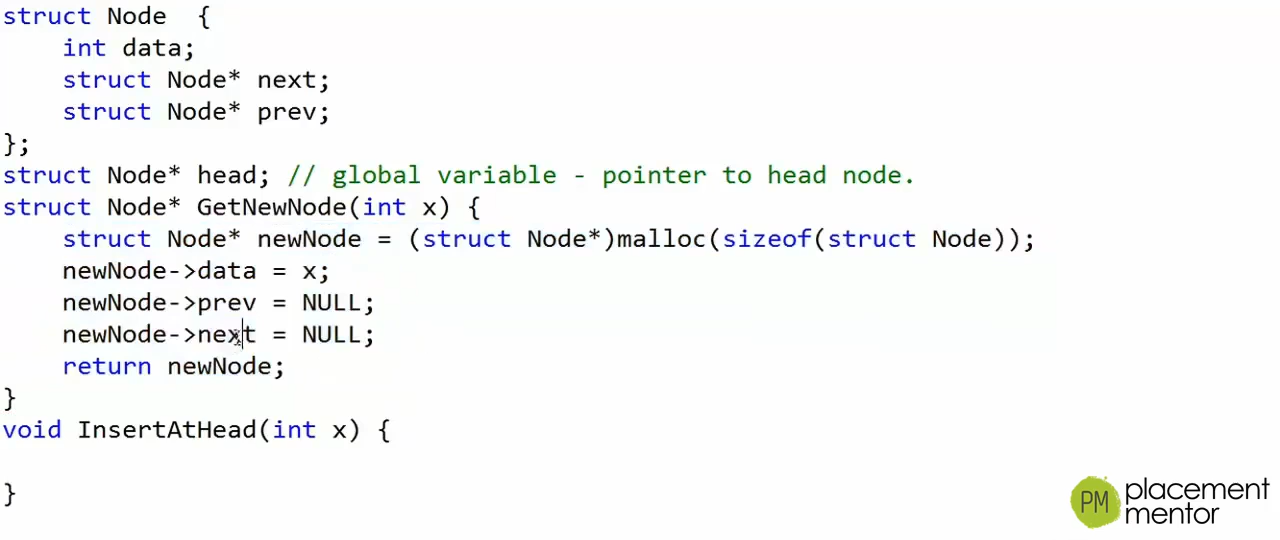 struct Node  {
    int data;
    struct Node* next;
    struct Node* prev;
};
struct Node* head; // global variable - pointer to head node.
struct Node* GetNewNode(int x) {
    struct Node* newNode = (struct Node*)malloc(sizeof(struct Node));
    newNode->data = x;
    newNode->prev = NULL;
    newNode->next = NULL;
    return newNode;
}
void InsertAtHead(int x) {
}
PM placement
mentor